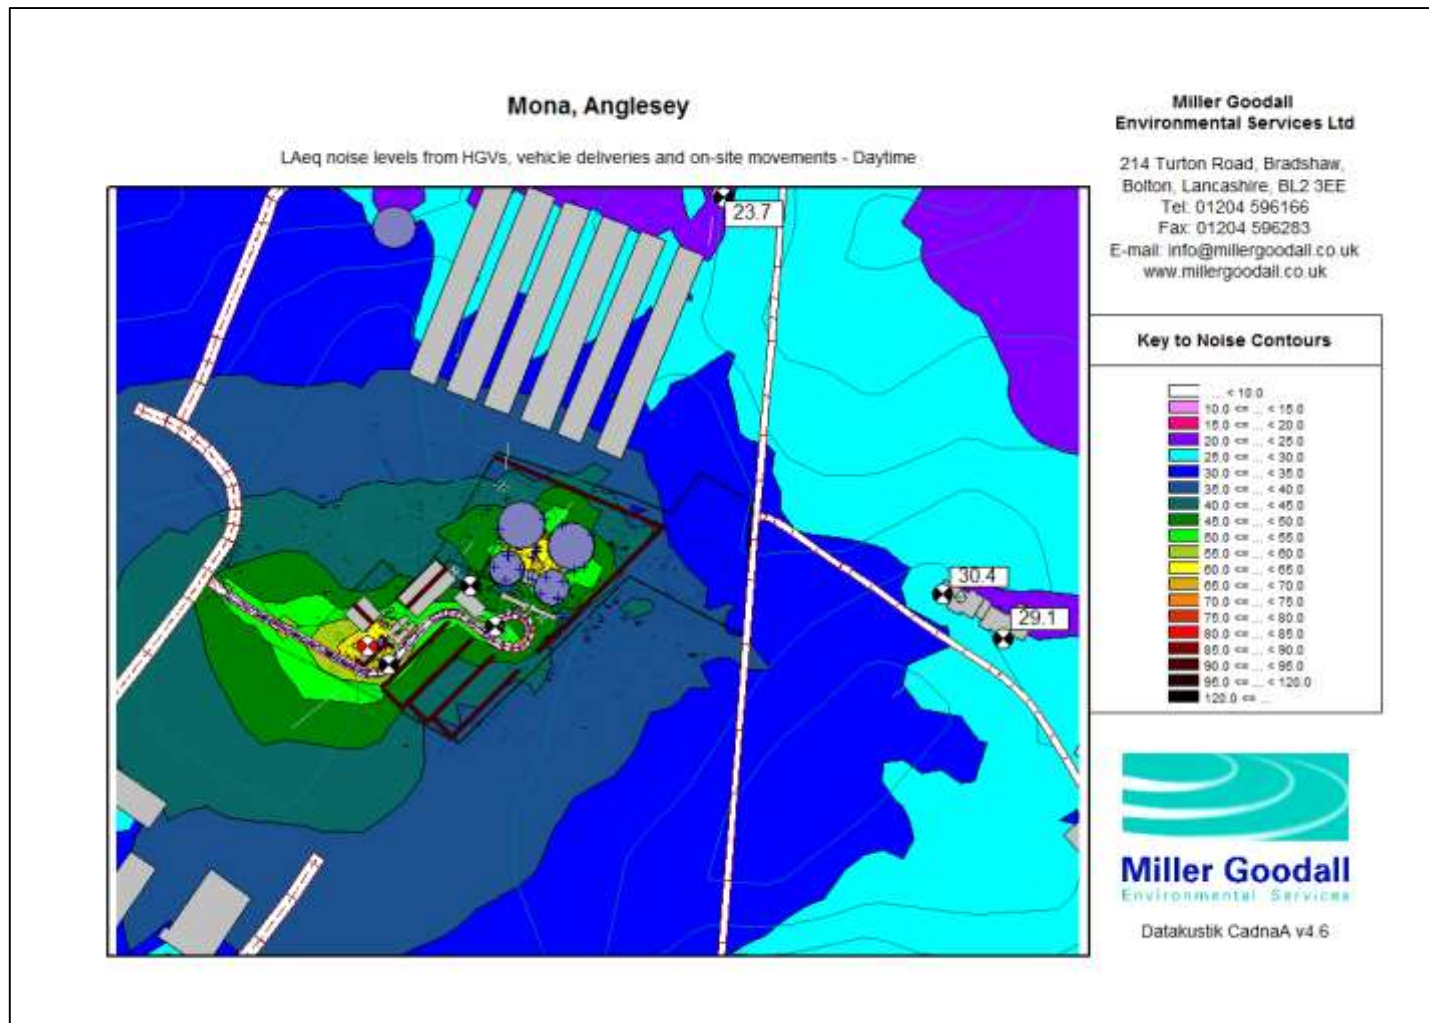 Mona, Anglesey
LAeq noise levels from HGVs, vehicle deliveries and on-site movements - Daytime
23.7
30.4
29.1
Miller Goodall
Environmental Services Ltd
214 Turton Road, Bradshaw,
Bolton, Lancashire, BL2 3EE
Tel: 01204 596166
Fax: 01204 596283
E-mail: info@millergoodall.co.uk
www.millergoodall.co.uk
Key to Noise Contours
... < 10.0
10.0 <= ... < 15.0
15.0 <= ... < 20.0
20.0 <= ... < 25.0
25.0 <= ... < 30.0
30.0 <= ... < 35.0
35.0 <= ... < 40.0
40.0 <= ... < 45.0
45.0 <= ... < 50.0
50.0 <= ... < 55.0
55.0 <= ... < 60.0
60.0 <= ... < 65.0
65.0 <= ... < 70.0
70.0 <= ... < 75.0
75.0 <= ... < 80.0
80.0 <= ... < 85.0
85.0 <= ... < 90.0
90.0 <= ... < 95.0
95.0 <= ... < 120.0
120.0 <= ...
Miller Goodall
Environmental Services
Datakustik CadnaA v4.6